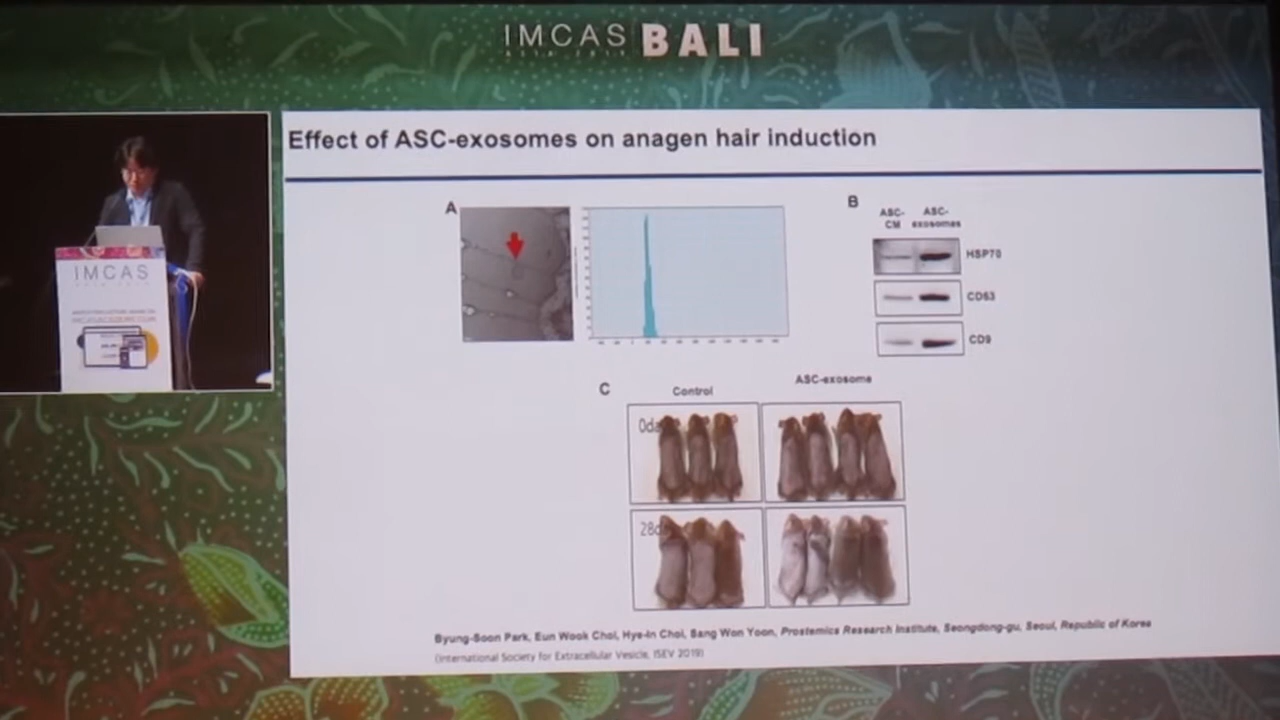 IMCAS BALI
Effect of ASC-exosomes on anagen hair induction
A
B
ASC-CM
ASC-exosomes
HSP70
CD63
CD9
C
Control
ASC-exosome
0da
28d
IMCAS
Byung-Soon Park, Eun Wook Choi, Hye-In Choi, Sang Won Yoon, Prostemics Research Institute, Seongdong-gu, Seoul, Republic of Korea
(International Society for Extracellular Vesicle, ISEV 2019)